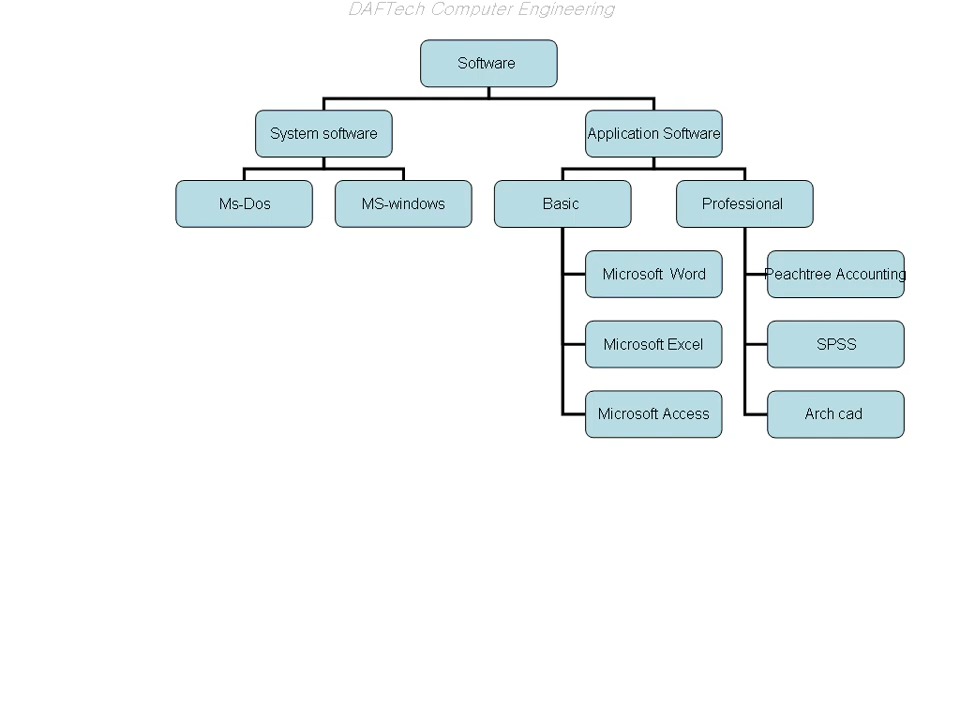 DAFTech Computer Engineering
Software
System software
Application Software
Ms-Dos
MS-windows
Basic
Professional
Microsoft  Word
Peachtree Accounting
Microsoft Excel
SPSS
Microsoft Access
Arch cad